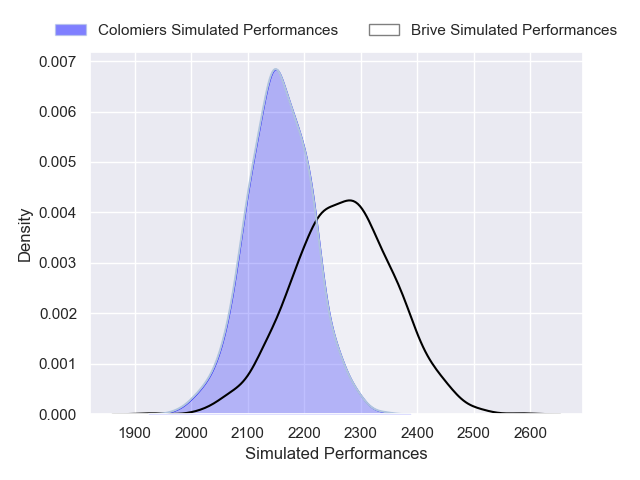 Colomiers Simulated Performances
Brive Simulated Performances
0.007
0.006
0.005
0.004
0.003
0.002
0.001
0.000
Density
1900 2000 2100 2200 2300 2400 2500 2600
Simulated Performances